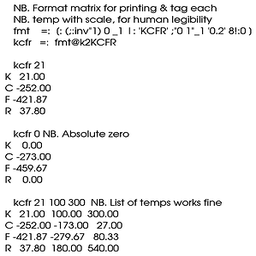 NB. Format matrix for printing & tag each
NB. temp with scale, for human legibility
fmt =: [: (;:inv"1) 0 _1 |: 'KCFR' ;"0 1"_1 '0.2' 8!:0 ]
kcfr =: fmt@k2KCFR
kcfr 21
K 21.00
C -252.00
F -421.87
R 37.80
kcfr 0 NB. Absolute zero
K 0.00
C -273.00
F -459.67
R 0.00
kcfr 21 100 300 NB. List of temps works fine
K 21.00 100.00 300.00
C -252.00 -173.00 27.00
F -421.87 -279.67 80.33
R 37.80 180.00 540.00